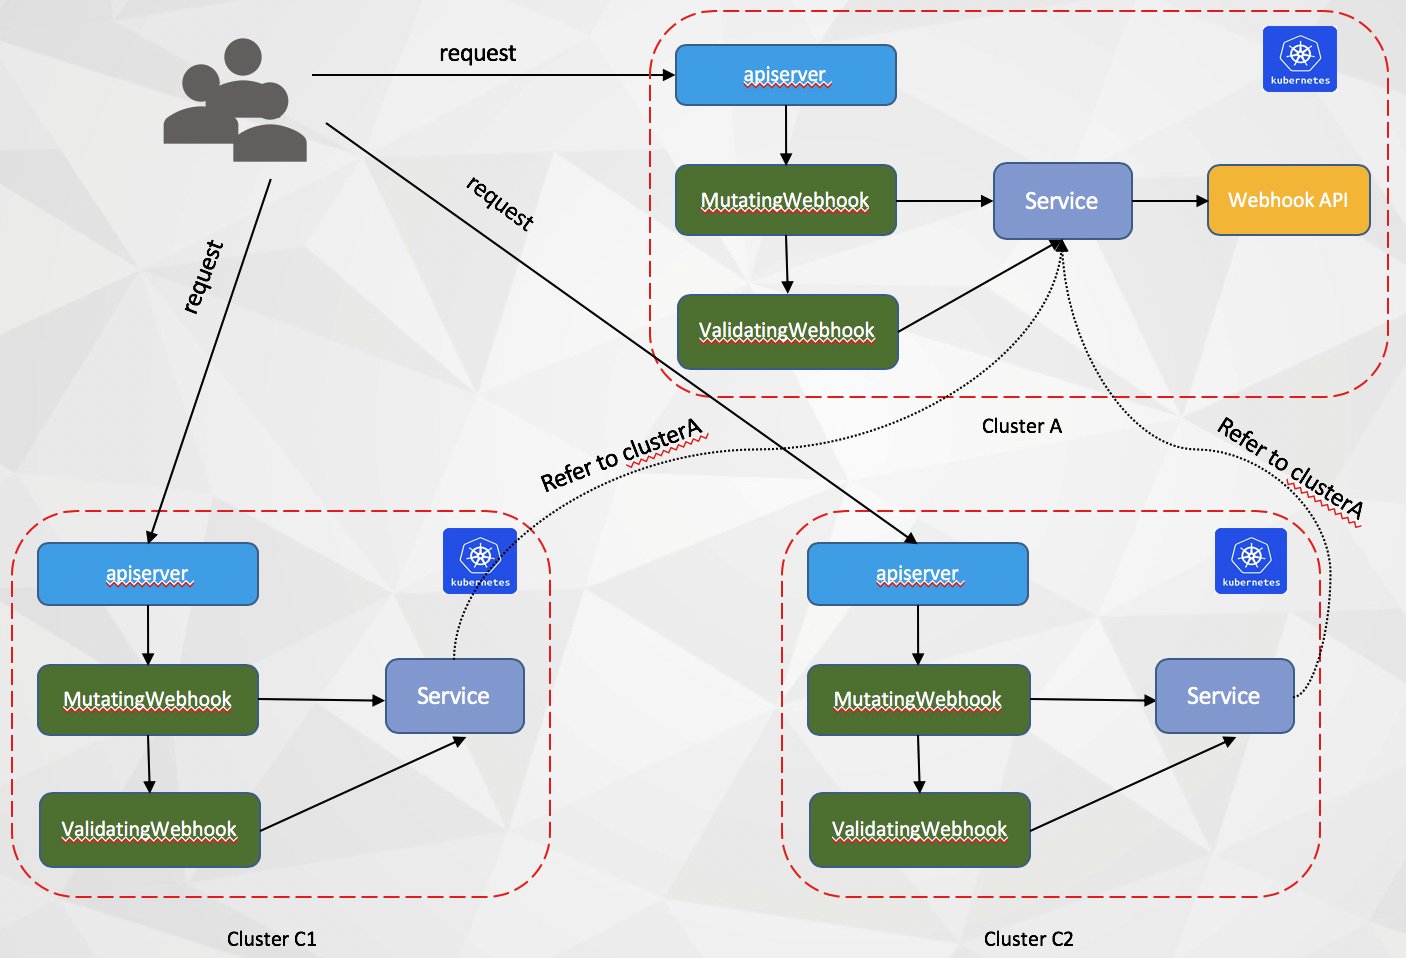 request
apiserver
kubernetes
request
MutatingWebhook
Service
Webhook API
request
ValidatingWebhook
Cluster A
Refer to clusterA
Refer to clusterA
apiserver
kubernetes
MutatingWebhook
Service
ValidatingWebhook
Cluster C1
apiserver
kubernetes
MutatingWebhook
Service
ValidatingWebhook
Cluster C2